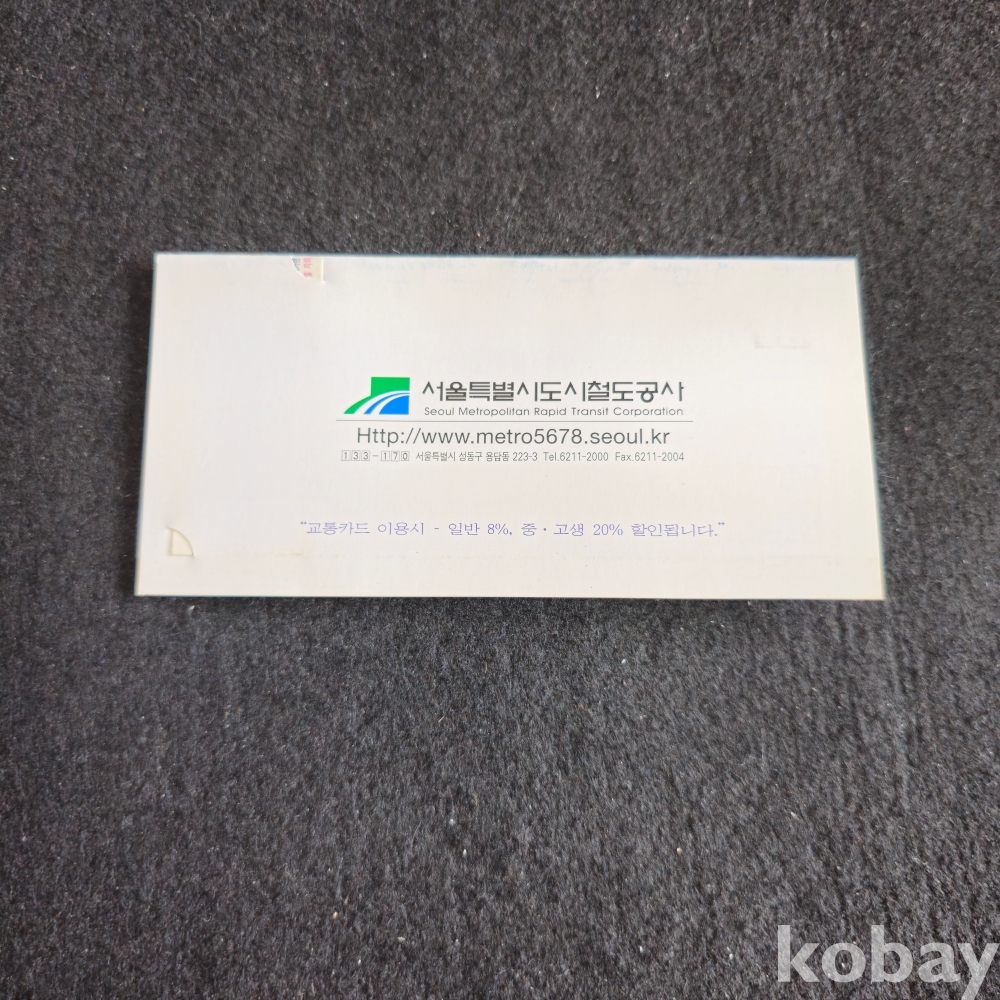 서울특별시도시철도공사
Seoul Metropolitan Rapid Transit Corporation
Http://www.metro5678.seoul.kr
133-170 서울특별시 성동구 용답동 223-3 Tel.6211-2000 Fax.6211-2004
“교통카드 이용시 - 일반 8%, 중·고생 20% 할인됩니다.”
kobay